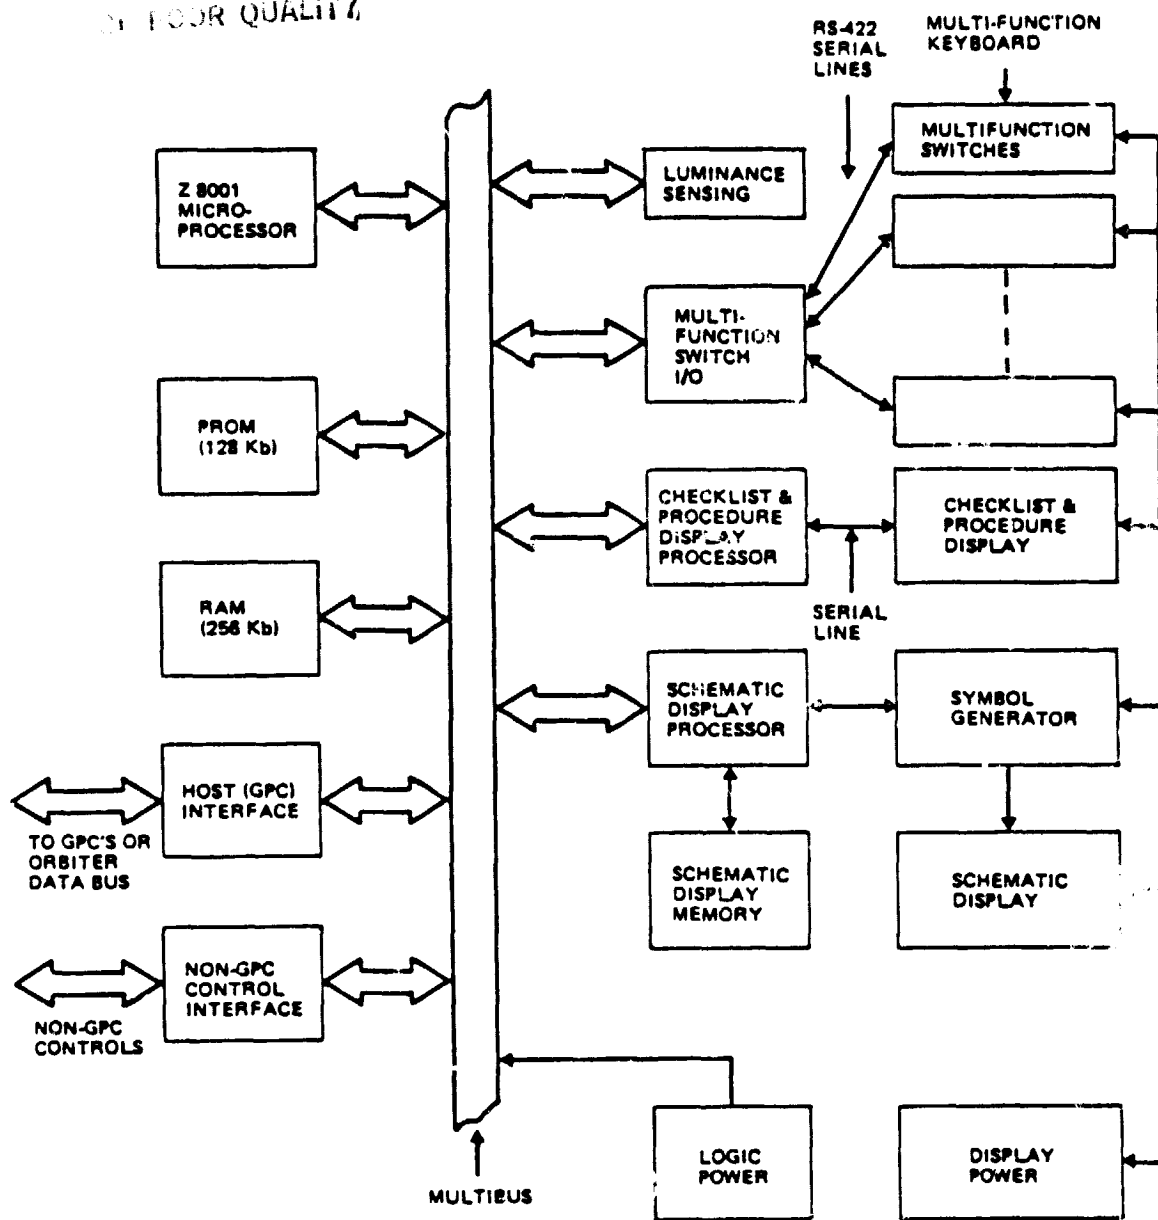 OF POOR QUALITY
RS-422
SERIAL
LINES
MULTI-FUNCTION
KEYBOARD
MULTIFUNCTION
SWITCHES
Z 8001
MICRO-
PROCESSOR
LUMINANCE
SENSING
MULTI-
FUNCTION
SWITCH
I/O
PROM
(128 Kb)
CHECKLIST &
PROCEDURE
DISPLAY
PROCESSOR
CHECKLIST &
PROCEDURE
DISPLAY
SERIAL
LINE
RAM
(256 Kb)
SCHEMATIC
DISPLAY
PROCESSOR
SYMBOL
GENERATOR
HOST (GPC)
INTERFACE
TO GPC'S OR
ORBITER
DATA BUS
SCHEMATIC
DISPLAY
MEMORY
SCHEMATIC
DISPLAY
NON-GPC
CONTROL
INTERFACE
NON-GPC
CONTROLS
LOGIC
POWER
DISPLAY
POWER
MULTIBUS